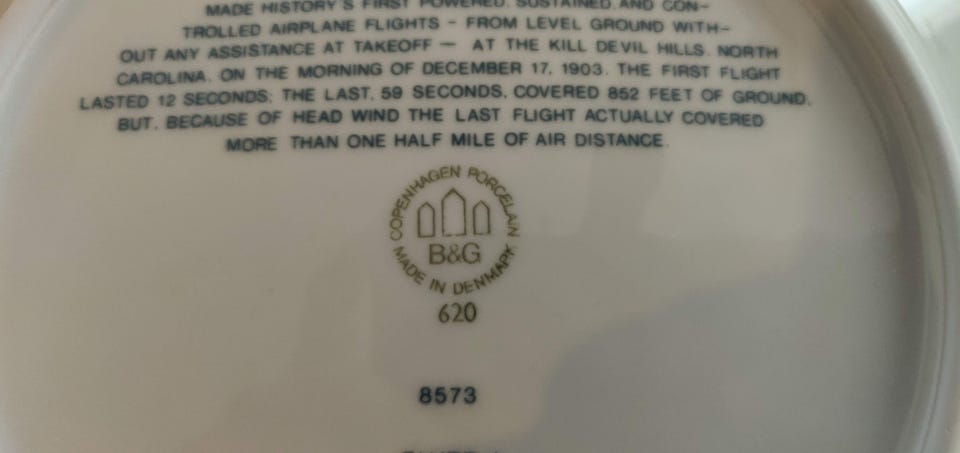 MADE HISTORY'S FIRST POWERED, SUSTAINED AND CON-
TROLLED AIRPLANE FLIGHTS - FROM LEVEL GROUND WITH-
OUT ANY ASSISTANCE AT TAKEOFF — AT THE KILL DEVIL HILLS, NORTH
CAROLINA, ON THE MORNING OF DECEMBER 17, 1903. THE FIRST FLIGHT
LASTED 12 SECONDS; THE LAST, 59 SECONDS, COVERED 852 FEET OF GROUND,
BUT, BECAUSE OF HEAD WIND THE LAST FLIGHT ACTUALLY COVERED
MORE THAN ONE HALF MILE OF AIR DISTANCE.
COPENHAGEN PORCELAIN
B&G
MADE IN DENMARK
620
8573